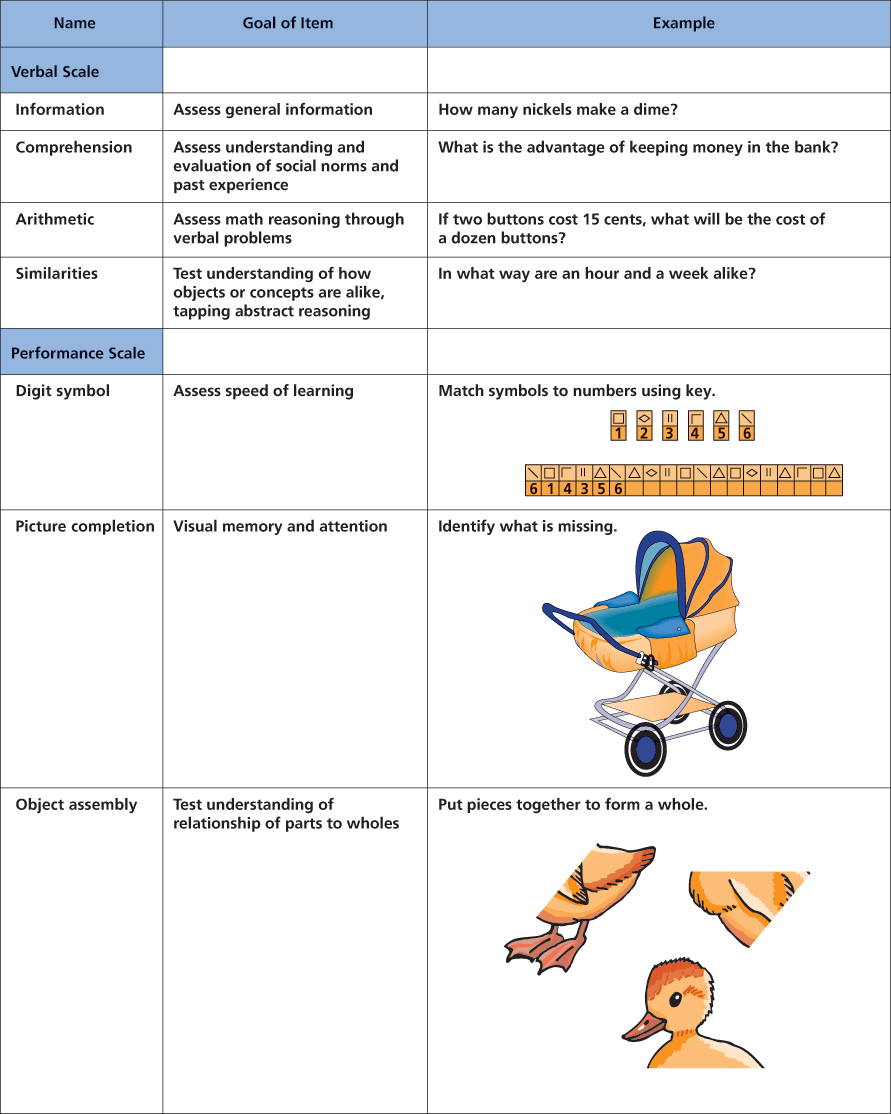 Name
Goal of Item
Example
Verbal Scale
Information
Assess general information
How many nickels make a dime?
Comprehension
Assess understanding and
evaluation of social norms and
past experience
What is the advantage of keeping money in the bank?
Arithmetic
Assess math reasoning through
verbal problems
If two buttons cost 15 cents, what will be the cost of
a dozen buttons?
Similarities
Test understanding of how
objects or concepts are alike,
tapping abstract reasoning
In what way are an hour and a week alike?
Performance Scale
Digit symbol
Assess speed of learning
Match symbols to numbers using key.
1 2 3 4 5 6
6 1 4 3 5 6
Picture completion
Visual memory and attention
Identify what is missing.
Object assembly
Test understanding of
relationship of parts to wholes
Put pieces together to form a whole.